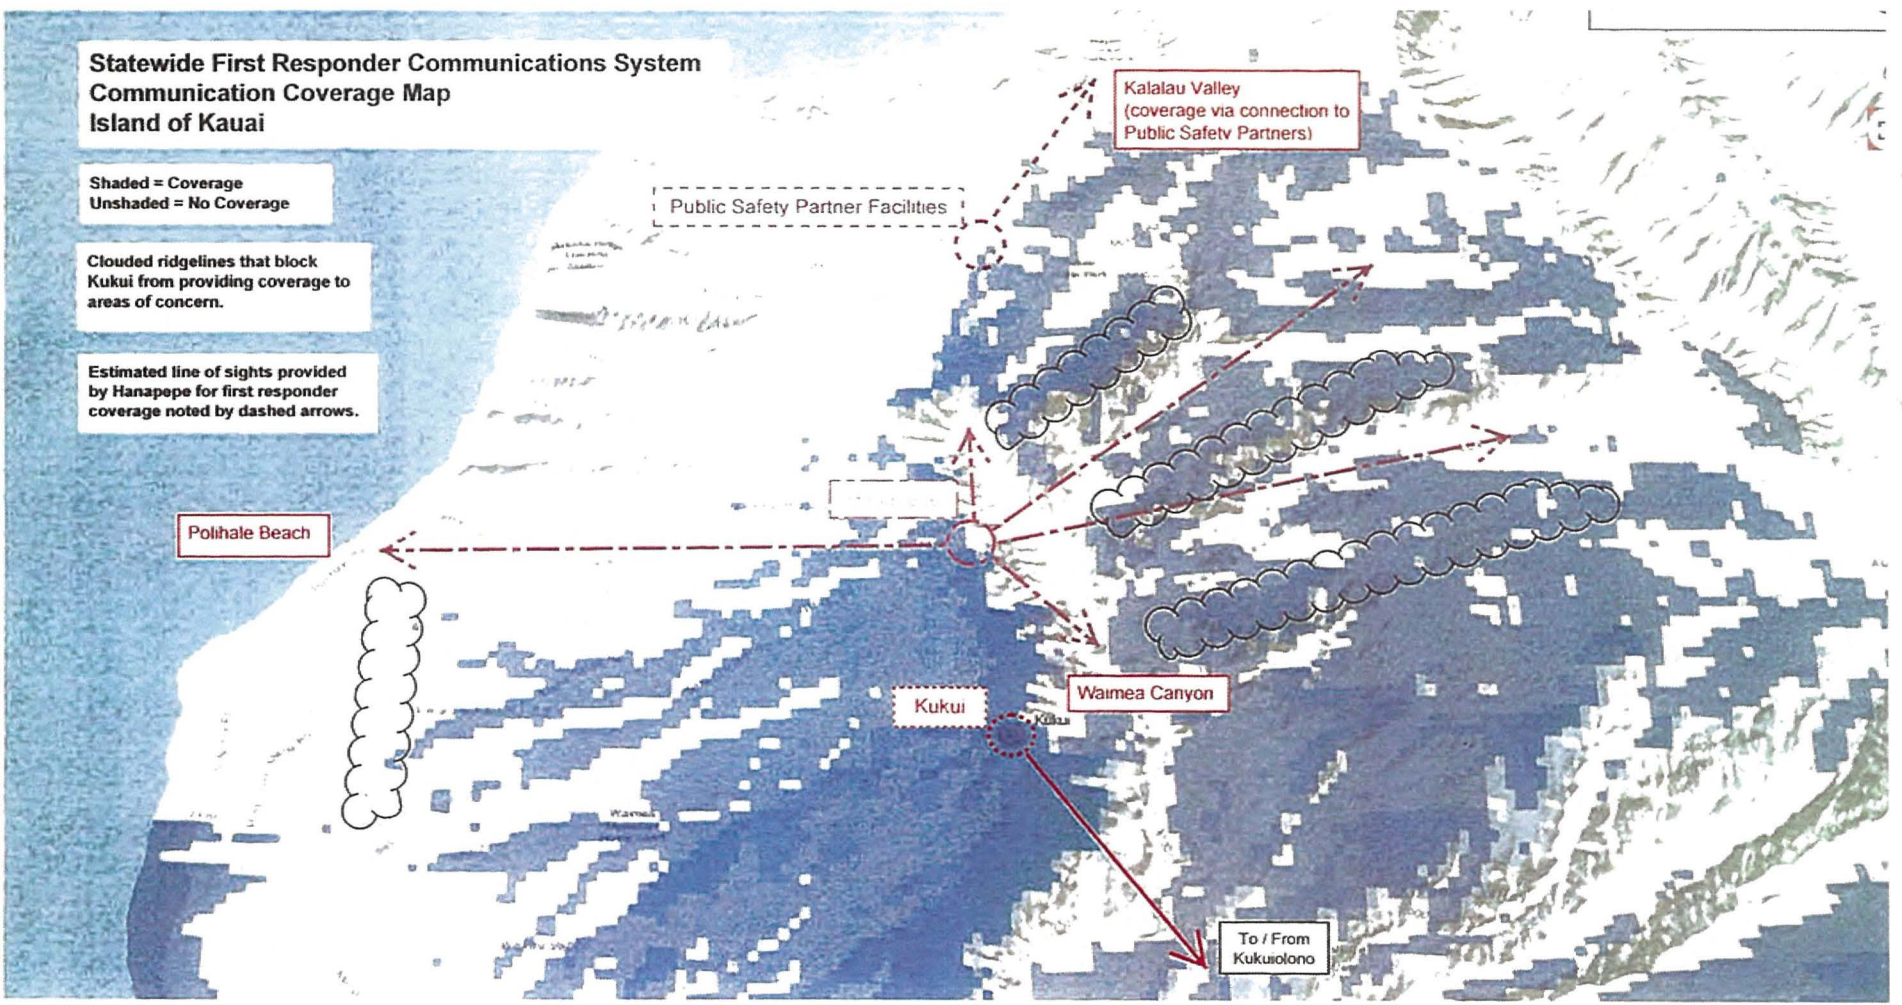 Statewide First Responder Communications System
Communication Coverage Map
Island of Kauai
Shaded = Coverage
Unshaded = No Coverage
Clouded ridgelines that block
Kukui from providing coverage to
areas of concern.
Estimated line of sights provided
by Hanapepe for first responder
coverage noted by dashed arrows.
Kalalau Valley
(coverage via connection to
Public Safety Partners)
Public Safety Partner Facilities
Polihale Beach
Waimea Canyon
Kukui
Kukui
Waimea
To / From
Kukuiolono